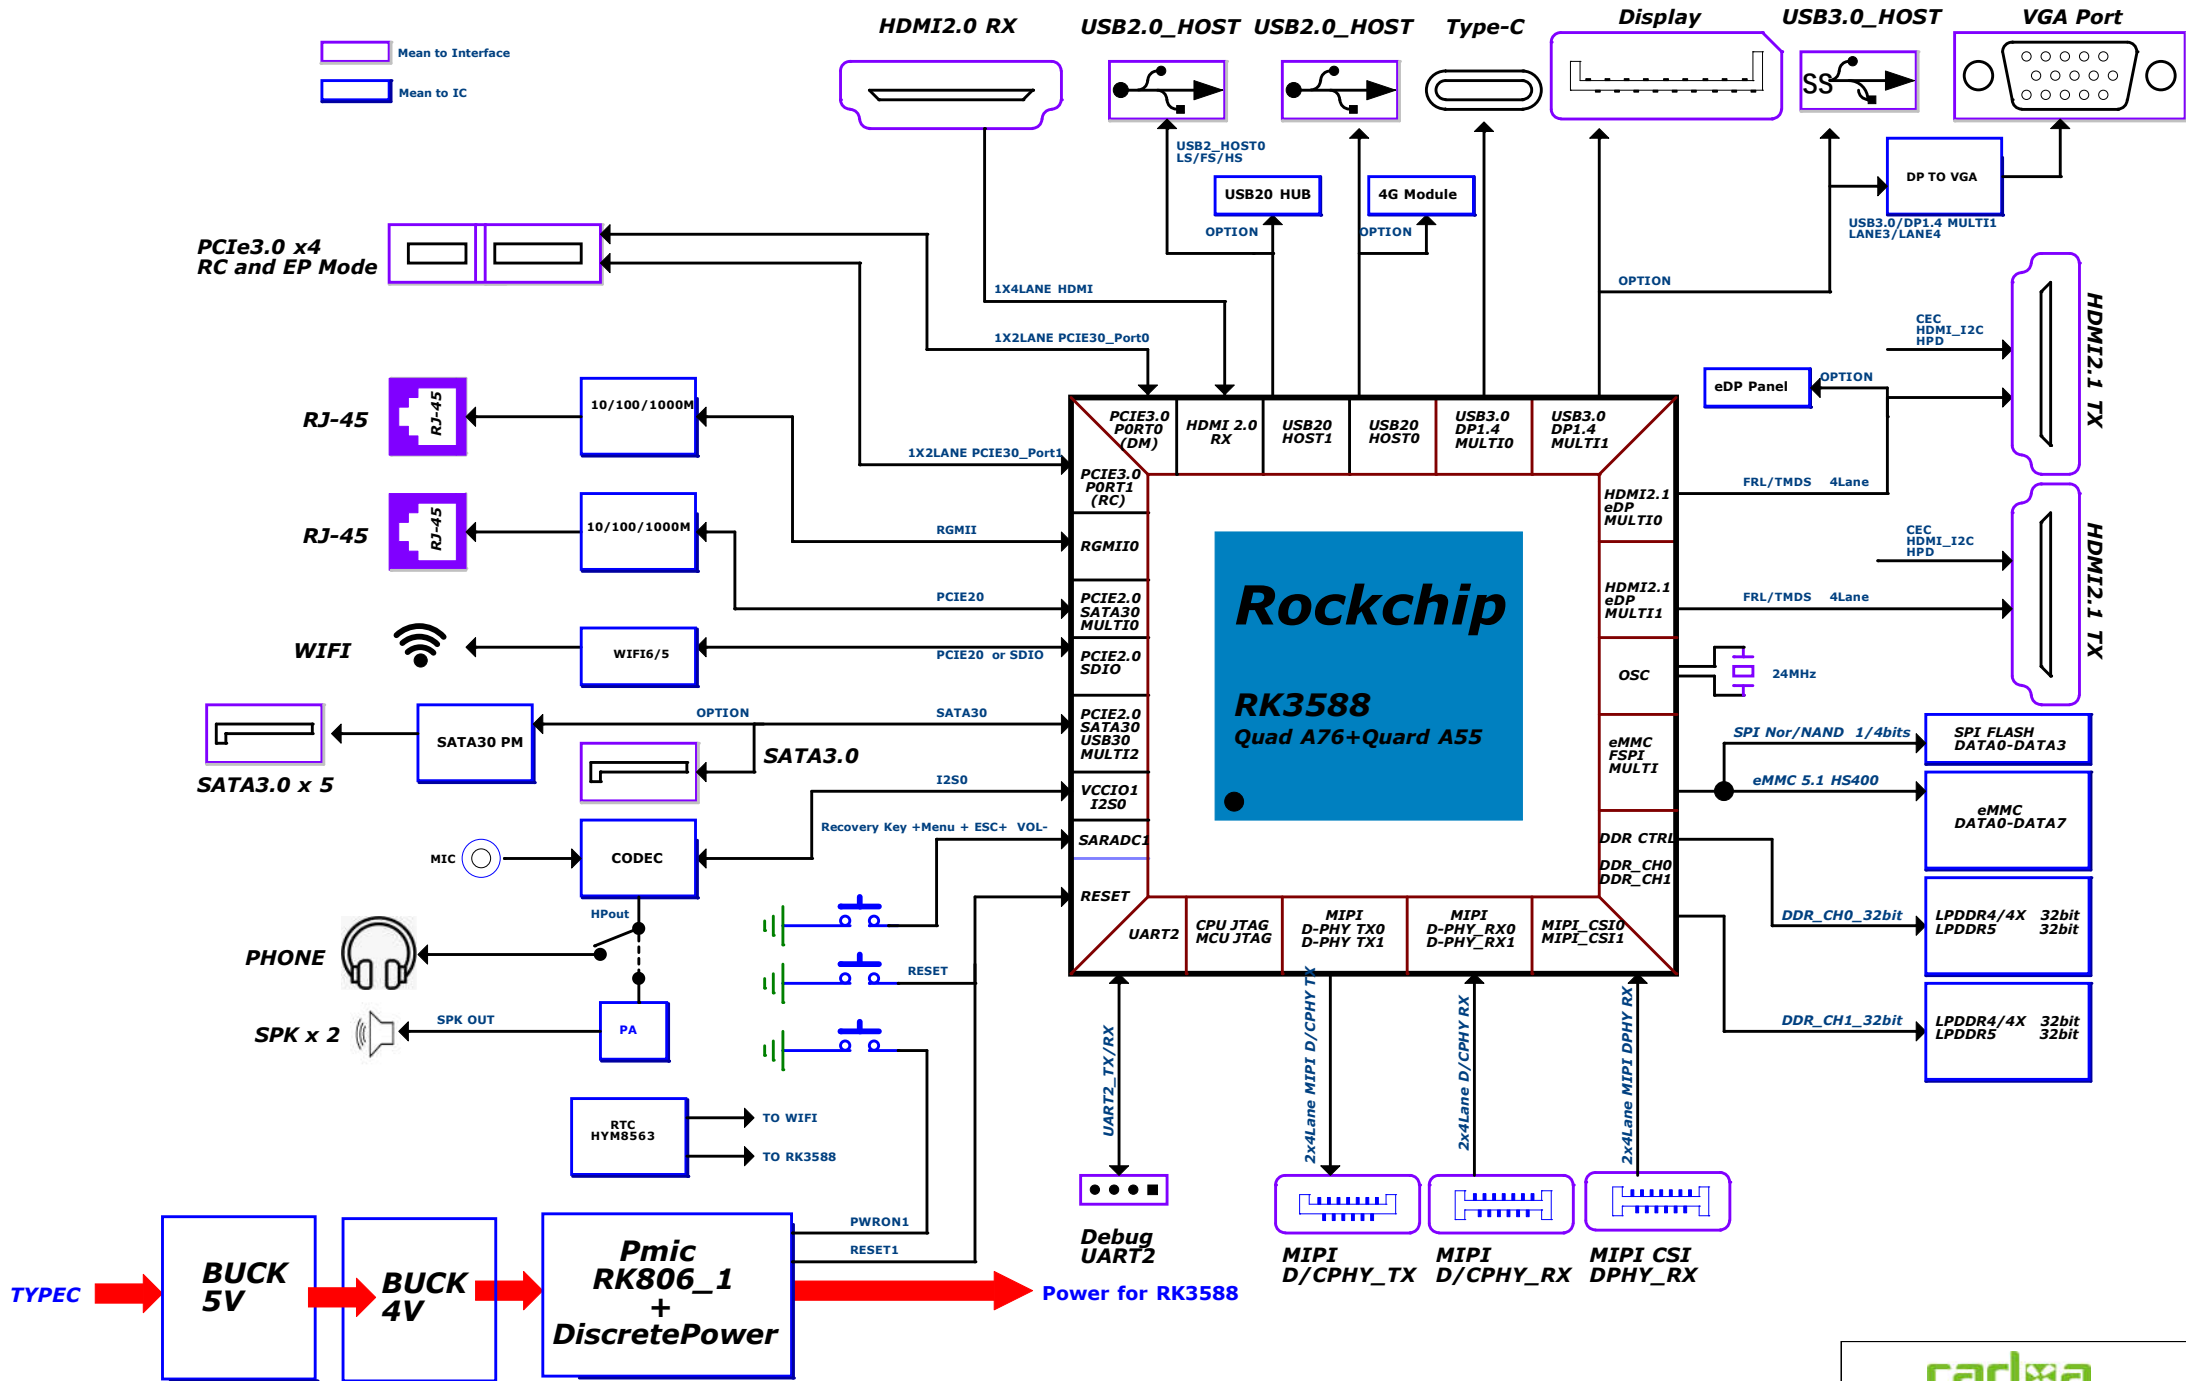 Mean to Interface
Mean to IC
HDMI2.0 RX
USB2.0_HOST
USB2.0_HOST
Type-C
Display
USB3.0_HOST
VGA Port
SS
USB2_HOST0
LS/FS/HS
USB20 HUB
OPTION
4G Module
OPTION
DP TO VGA
USB3.0/DP1.4 MULTI1
LANE3/LANE4
OPTION
PCIe3.0 x4
RC and EP Mode
1X4LANE HDMI
1X2LANE PCIE30_Port0
1X2LANE PCIE30_Port1
CEC
HDMI_I2C
HPD
HDMI2.1 TX
eDP Panel
OPTION
FRL/TMDS 4Lane
CEC
HDMI_I2C
HPD
HDMI2.1 TX
FRL/TMDS 4Lane
RJ-45
RJ-45
10/100/1000M
RGMII
RJ-45
RJ-45
10/100/1000M
PCIE20
WIFI
WIFI6/5
PCIE20 or SDIO
SATA3.0 x 5
SATA30 PM
OPTION
SATA30
SATA3.0
I2S0
Recovery Key +Menu + ESC+ VOL-
MIC
CODEC
HPout
PHONE
RESET
SPK x 2
SPK OUT
PA
RTC
HYM8563
TO WIFI
TO RK3588
PCIE3.0
PORT0
(DM)
HDMI 2.0
RX
USB20
HOST1
USB20
HOST0
USB3.0
DP1.4
MULTI0
USB3.0
DP1.4
MULTI1
PCIE3.0
PORT1
(RC)
RGMII0
PCIE2.0
SATA30
MULTI0
PCIE2.0
SDIO
PCIE2.0
SATA30
USB30
MULTI2
VCCIO1
I2S0
SARADC1
RESET
HDMI2.1
eDP
MULTI0
HDMI2.1
eDP
MULTI1
OSC
24MHz
eMMC
FSPI
MULTI
DDR CTRL
DDR_CH0
DDR_CH1
Rockchip
RK3588
Quad A76+Quard A55
UART2
CPU JTAG
MCU JTAG
MIPI
D-PHY TX0
D-PHY TX1
MIPI
D-PHY_RX0
D-PHY_RX1
MIPI_CSI0
MIPI_CSI1
SPI Nor/NAND 1/4bits
SPI FLASH
DATA0-DATA3
eMMC 5.1 HS400
eMMC
DATA0-DATA7
DDR_CH0_32bit
LPDDR4/4X 32bit
LPDDR5 32bit
DDR_CH1_32bit
LPDDR4/4X 32bit
LPDDR5 32bit
UART2_TX/RX
2x4Lane MIPI D/CPHY TX
2x4Lane D/CPHY RX
2x4Lane MIPI DPHY RX
Debug
UART2
MIPI
D/CPHY_TX
MIPI
D/CPHY_RX
MIPI CSI
DPHY_RX
PWRON1
RESET1
TYPEC
BUCK
5V
BUCK
4V
Pmic
RK806_1
+
DiscretePower
Power for RK3588